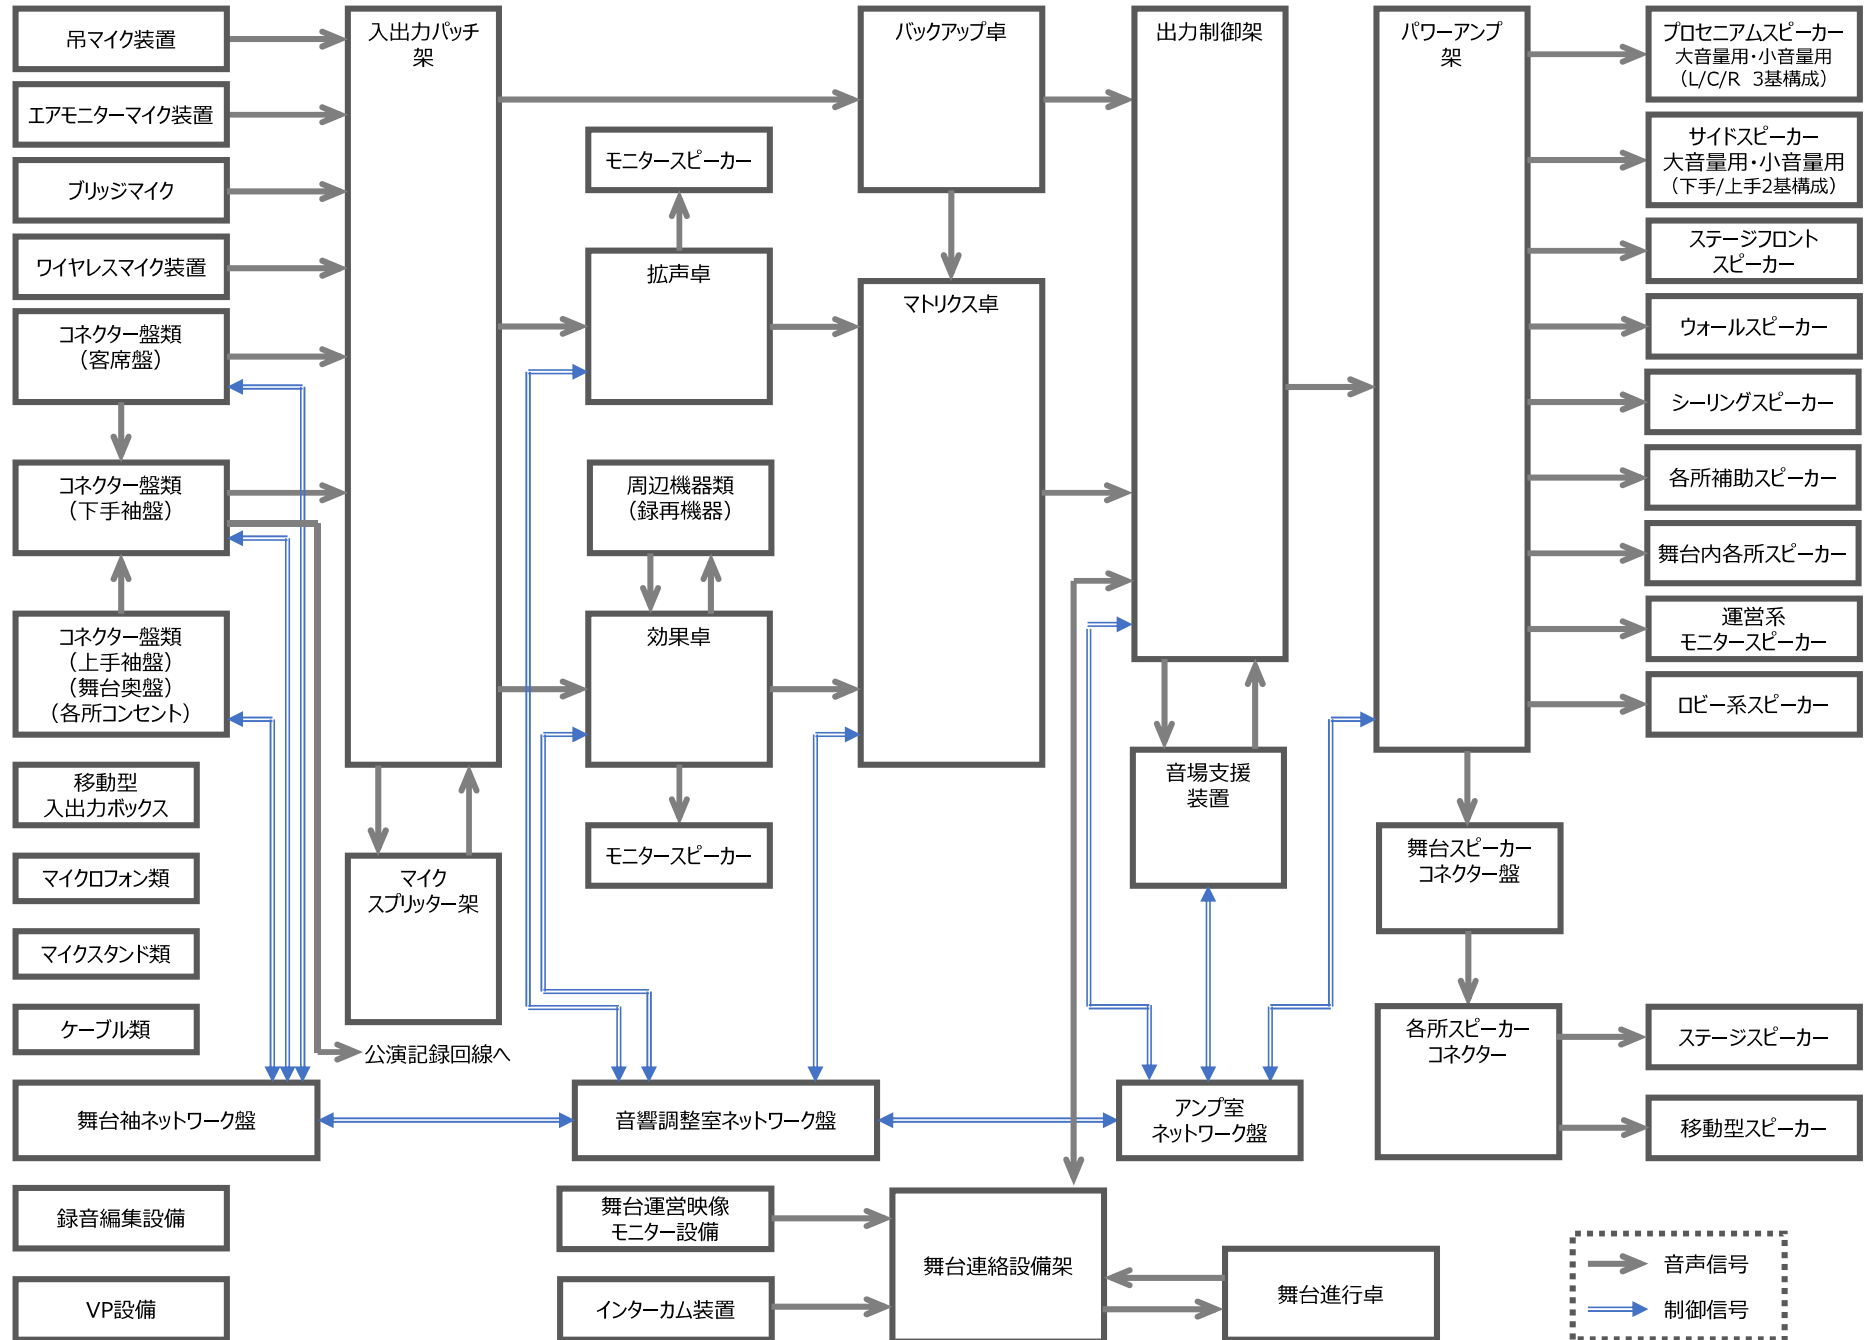 吊マイク装置
エアモニターマイク装置
ブリッジマイク
ワイヤレスマイク装置
コネクター盤類
（客席盤）
コネクター盤類
（下手袖盤）
コネクター盤類
（上手袖盤）
（舞台奥盤）
（各所コンセント）
移動型
入出力ボックス
マイクロフォン類
マイクスタンド類
ケーブル類
舞台袖ネットワーク盤
録音編集設備
VP設備
入出力パッチ
架
マイク
スプリッター架
公演記録回線へ
モニタースピーカー
拡声卓
周辺機器類
（録再機器）
効果卓
モニタースピーカー
音響調整室ネットワーク盤
舞台運営映像
モニター設備
インターカム装置
バックアップ卓
マトリクス卓
舞台連絡設備架
出力制御架
音場支援
装置
アンプ室
ネットワーク盤
舞台進行卓
パワーアンプ
架
舞台スピーカー
コネクター盤
各所スピーカー
コネクター
プロセニアムスピーカー
大音量用・小音量用
（L/C/R 3基構成）
サイドスピーカー
大音量用・小音量用
（下手/上手2基構成）
ステージフロント
スピーカー
ウォールスピーカー
シーリングスピーカー
各所補助スピーカー
舞台内各所スピーカー
運営系
モニタースピーカー
ロビー系スピーカー
ステージスピーカー
移動型スピーカー
音声信号
制御信号